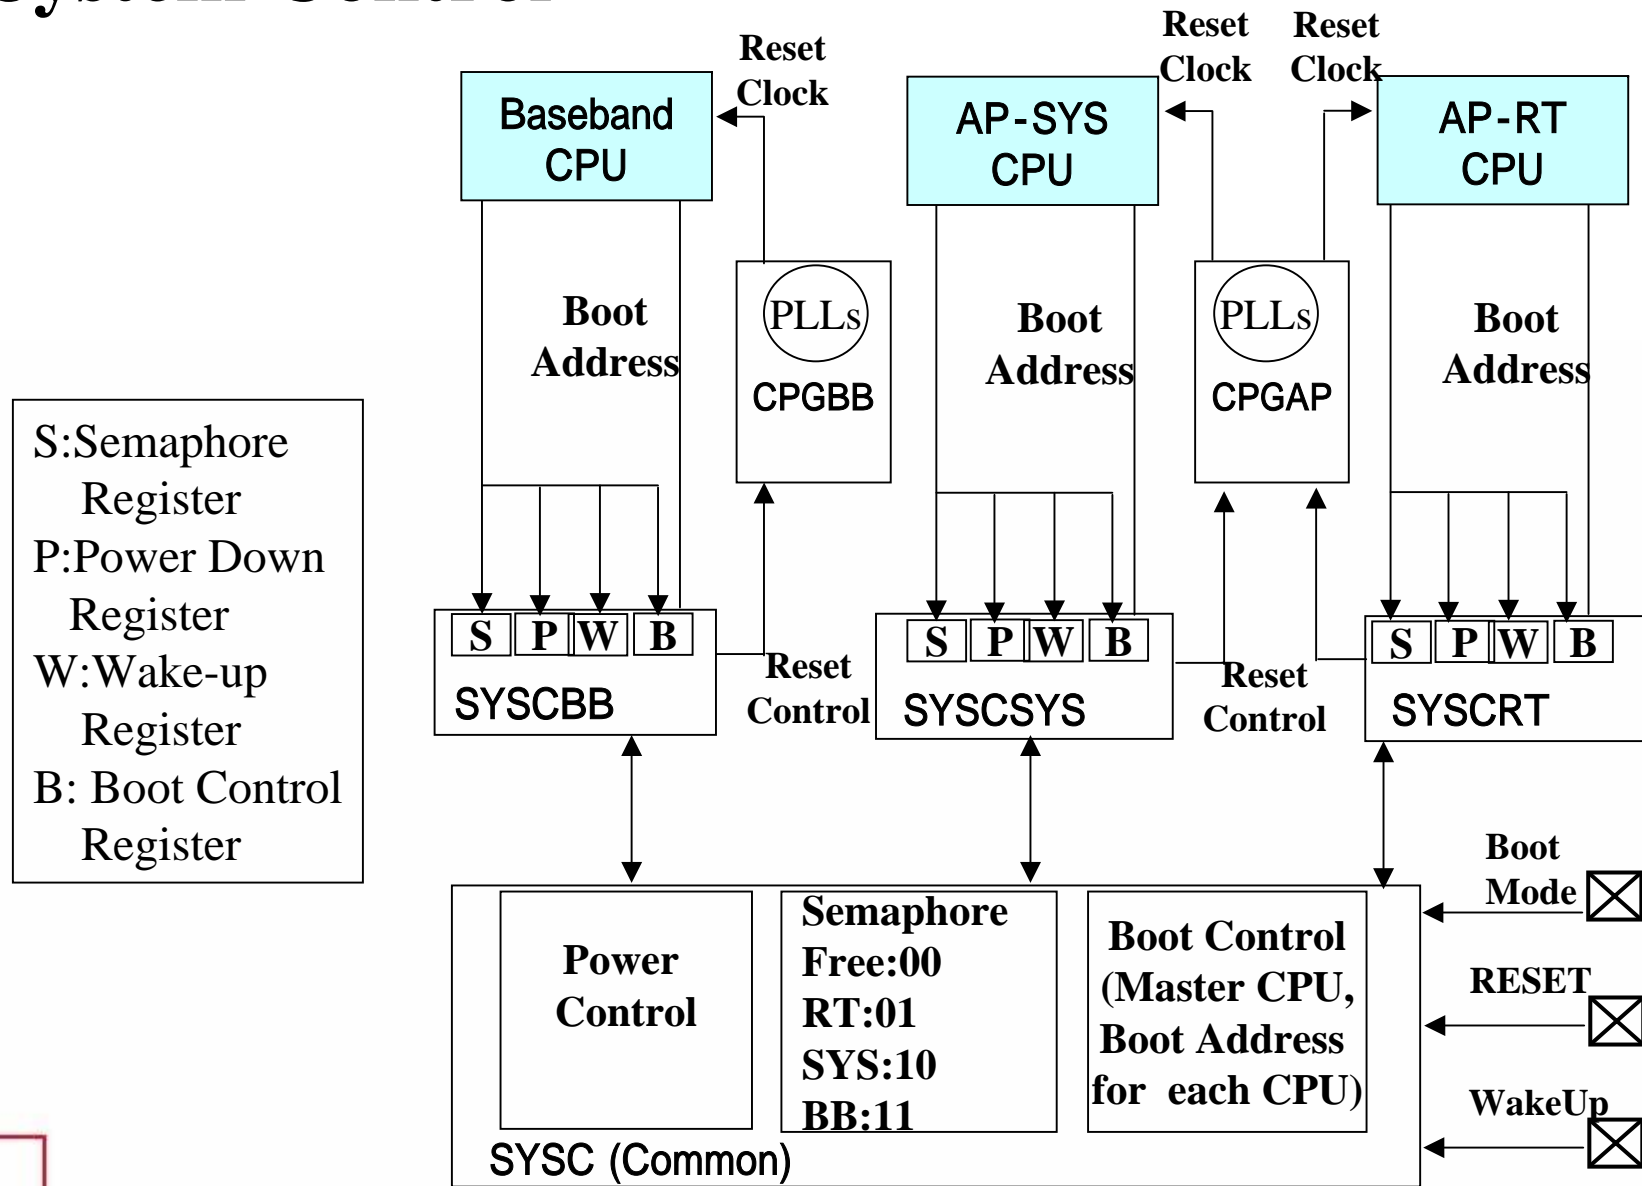 System Control
Reset
Clock
Reset
Clock
Reset
Clock
Baseband
CPU
AP-SYS
CPU
AP-RT
CPU
Boot
Address
PLLs
CPGBB
Boot
Address
PLLs
CPGAP
Boot
Address
S:Semaphore
Register
P:Power Down
Register
W:Wake-up
Register
B: Boot Control
Register
S P W B
SYSCBB
Reset
Control
S P W B
SYSCSYS
Reset
Control
S P W B
SYSCRT
Power
Control
Semaphore
Free:00
RT:01
SYS:10
BB:11
Boot Control
(Master CPU,
Boot Address
for each CPU)
SYSC (Common)
Boot
Mode
RESET
WakeUp